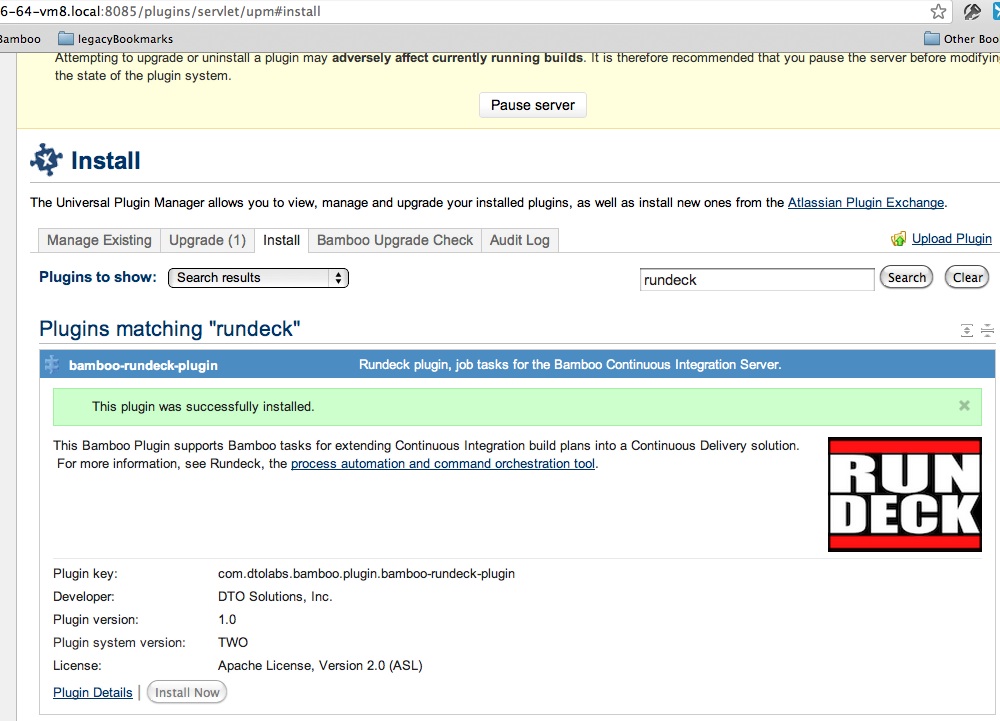 6-64-vm8.local:8085/plugins/servlet/upm#install
Bamboo legacyBookmarks Other Boo
Attempting to upgrade or uninstall a plugin may adversely affect currently running builds. It is therefore recommended that you pause the server before modifyin
the state of the plugin system.
Pause server
Install
The Universal Plugin Manager allows you to view, manage and upgrade your installed plugins, as well as install new ones from the Atlassian Plugin Exchange.
Manage Existing Upgrade (1) Install Bamboo Upgrade Check Audit Log Upload Plugin
Plugins to show: Search results rundeck Search Clear
Plugins matching "rundeck"
bamboo-rundeck-plugin Rundeck plugin, job tasks for the Bamboo Continuous Integration Server.
This plugin was successfully installed.
This Bamboo Plugin supports Bamboo tasks for extending Continuous Integration build plans into a Continuous Delivery solution.
For more information, see Rundeck, the process automation and command orchestration tool.
RUN
DECK
Plugin key: com.dtolabs.bamboo.plugin.bamboo-rundeck-plugin
Developer: DTO Solutions, Inc.
Plugin version: 1.0
Plugin system version: TWO
License: Apache License, Version 2.0 (ASL)
Plugin Details | Install Now